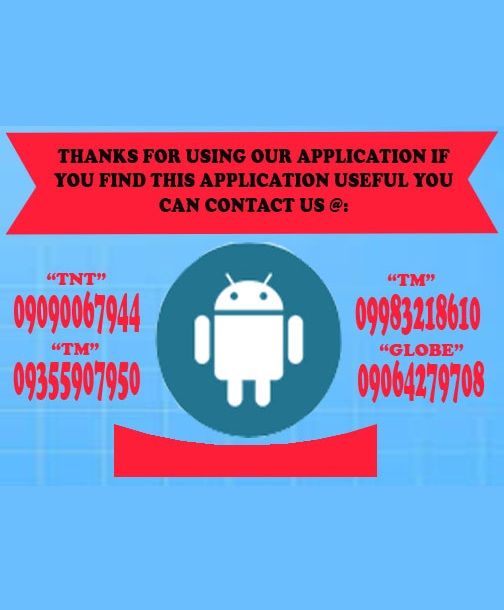 THANKS FOR USING OUR APPLICATION IF
YOU FIND THIS APPLICATION USEFUL YOU
CAN CONTACT US @:
“TNT”
09090067944
“TM”
09355907950
“TM”
09983218610
“GLOBE”
09064279708